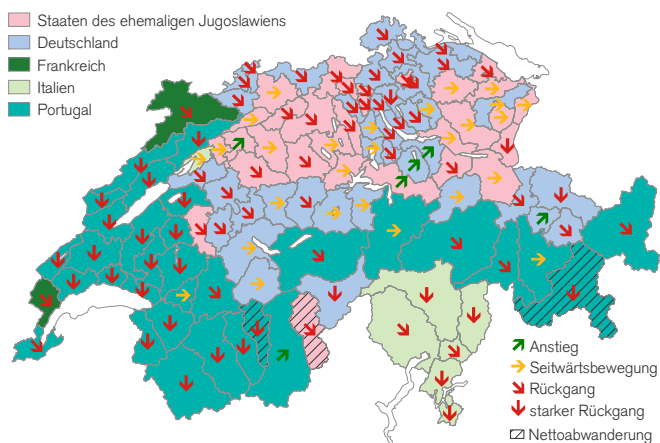 Staaten des ehemaligen Jugoslawiens
Deutschland
Frankreich
Italien
Portugal
Anstieg
Seitwärtsbewegung
Rückgang
starker Rückgang
Nettoabwanderung